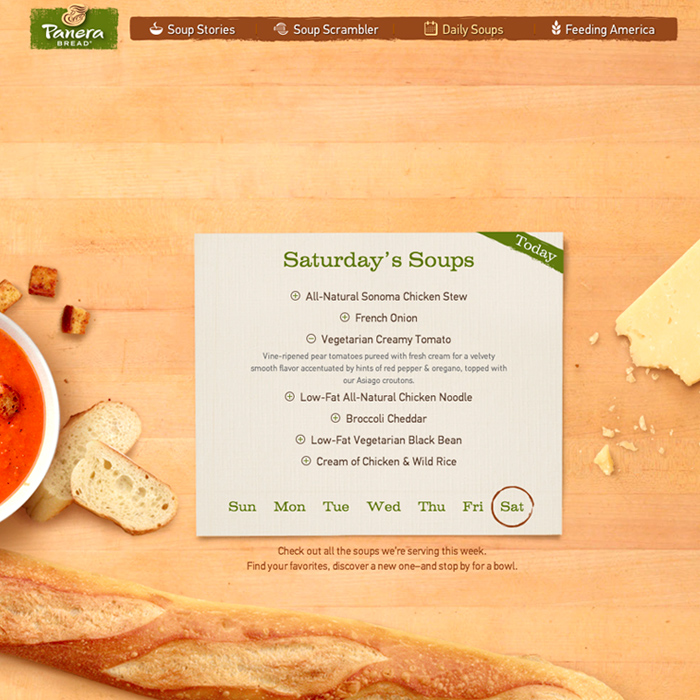 Panera
BREAD®
Soup Stories
Soup Scrambler
Daily Soups
Feeding America
Today
Saturday's Soups
All-Natural Sonoma Chicken Stew
French Onion
Vegetarian Creamy Tomato
Vine-ripened pear tomatoes pureed with fresh cream for a velvety
smooth flavor accentuated by hints of red pepper & oregano, topped with
our Asiago croutons.
Low-Fat All-Natural Chicken Noodle
Broccoli Cheddar
Low-Fat Vegetarian Black Bean
Cream of Chicken & Wild Rice
Sun Mon Tue Wed Thu Fri Sat
Check out all the soups we're serving this week.
Find your favorites, discover a new one–and stop by for a bowl.